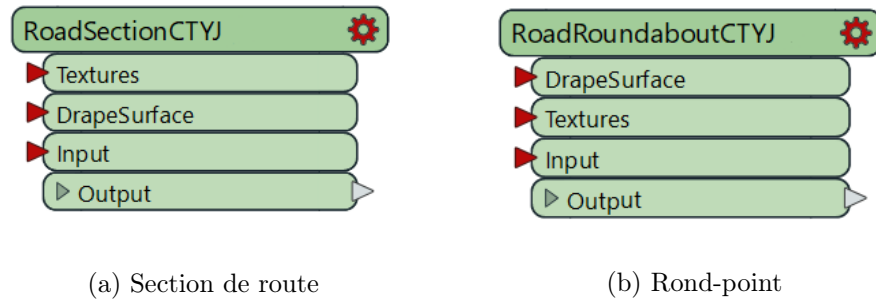 RoadSectionCTYJ
Textures
DrapeSurface
Input
Output
(a) Section de route
RoadRoundaboutCTYJ
DrapeSurface
Textures
Input
Output
(b) Rond-point